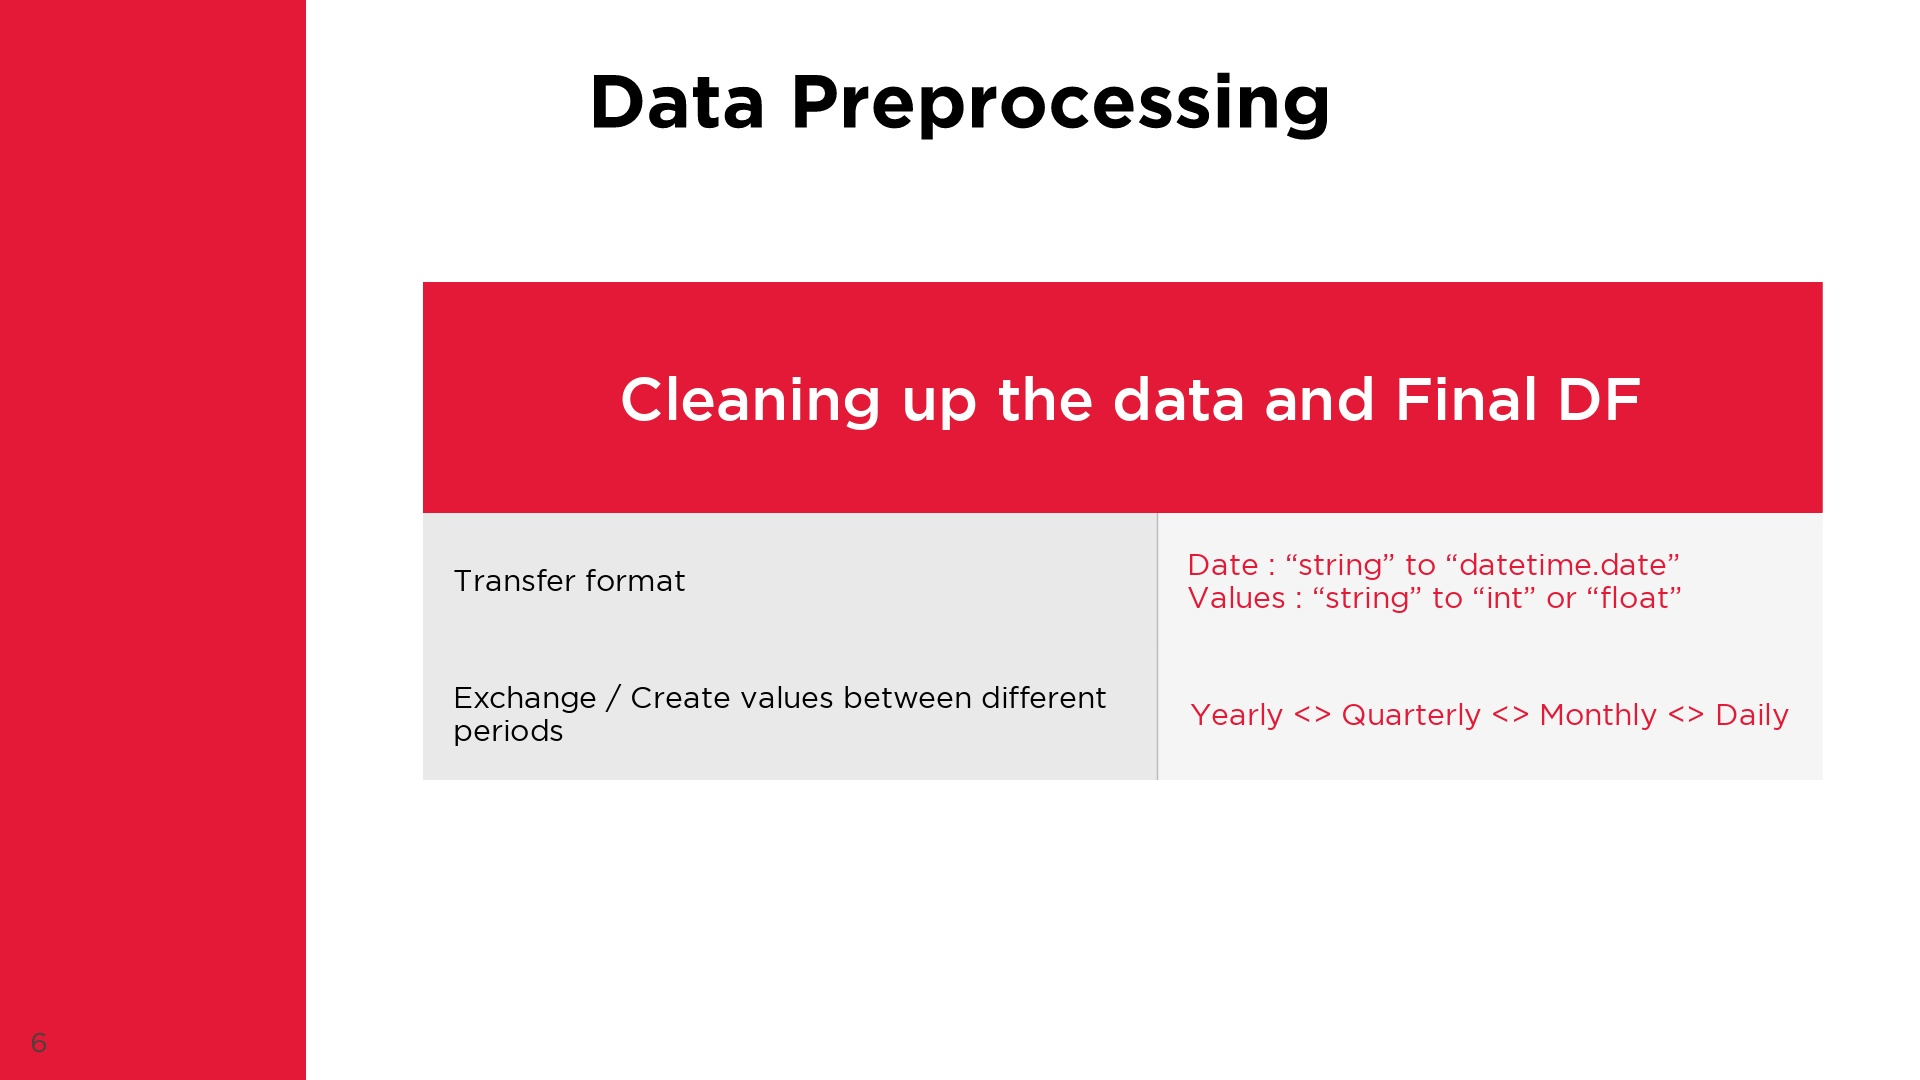 Data Preprocessing
Cleaning up the data and Final DF
Transfer format
Date : “string” to “datetime.date”
Values : “string” to “int” or “float”
Exchange / Create values between different
periods
Yearly <> Quarterly <> Monthly <> Daily
6